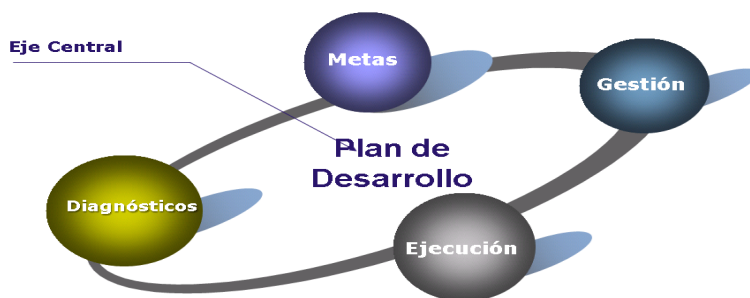 Eje Central
Metas
Gestión
Plan de
Desarrollo
Diagnósticos
Ejecución